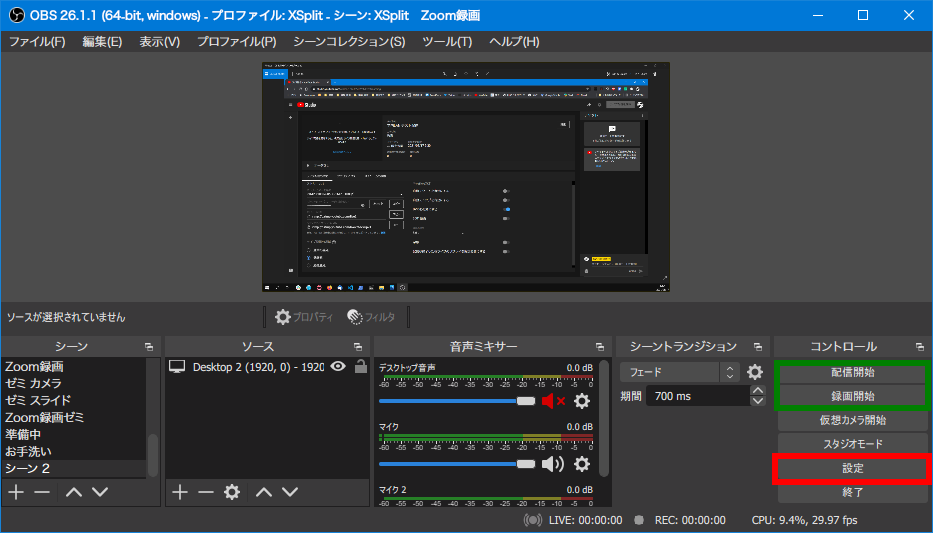 OBS 26.1.1 (64-bit, windows) - プロファイル: XSplit - シーン: XSplit　Zoom録画
ファイル(F)　編集(E)　表示(V)　プロファイル(P)　シーンコレクション(S)　ツール(T)　ヘルプ(H)
Studio
ソースが選択されていません　プロパティ　フィルタ
シーン
Zoom録画
ゼミ カメラ
ゼミ スライド
Zoom録画ゼミ
準備中
お手洗い
シーン 2
ソース
Desktop 2 (1920, 0) - 1920
音声ミキサー
デスクトップ音声　0.0 dB
-60 -55 -50 -45 -40 -35 -30 -25 -20 -15 -10 -5 0
マイク　0.0 dB
-60 -55 -50 -45 -40 -35 -30 -25 -20 -15 -10 -5 0
マイク 2　0.0 dB
-60 -55 -50 -45 -40 -35 -30 -25 -20 -15 -10 -5 0
シーントランジション
フェード
期間　700 ms
コントロール
配信開始
録画開始
仮想カメラ開始
スタジオモード
設定
終了
LIVE: 00:00:00　REC: 00:00:00　CPU: 9.4%, 29.97 fps